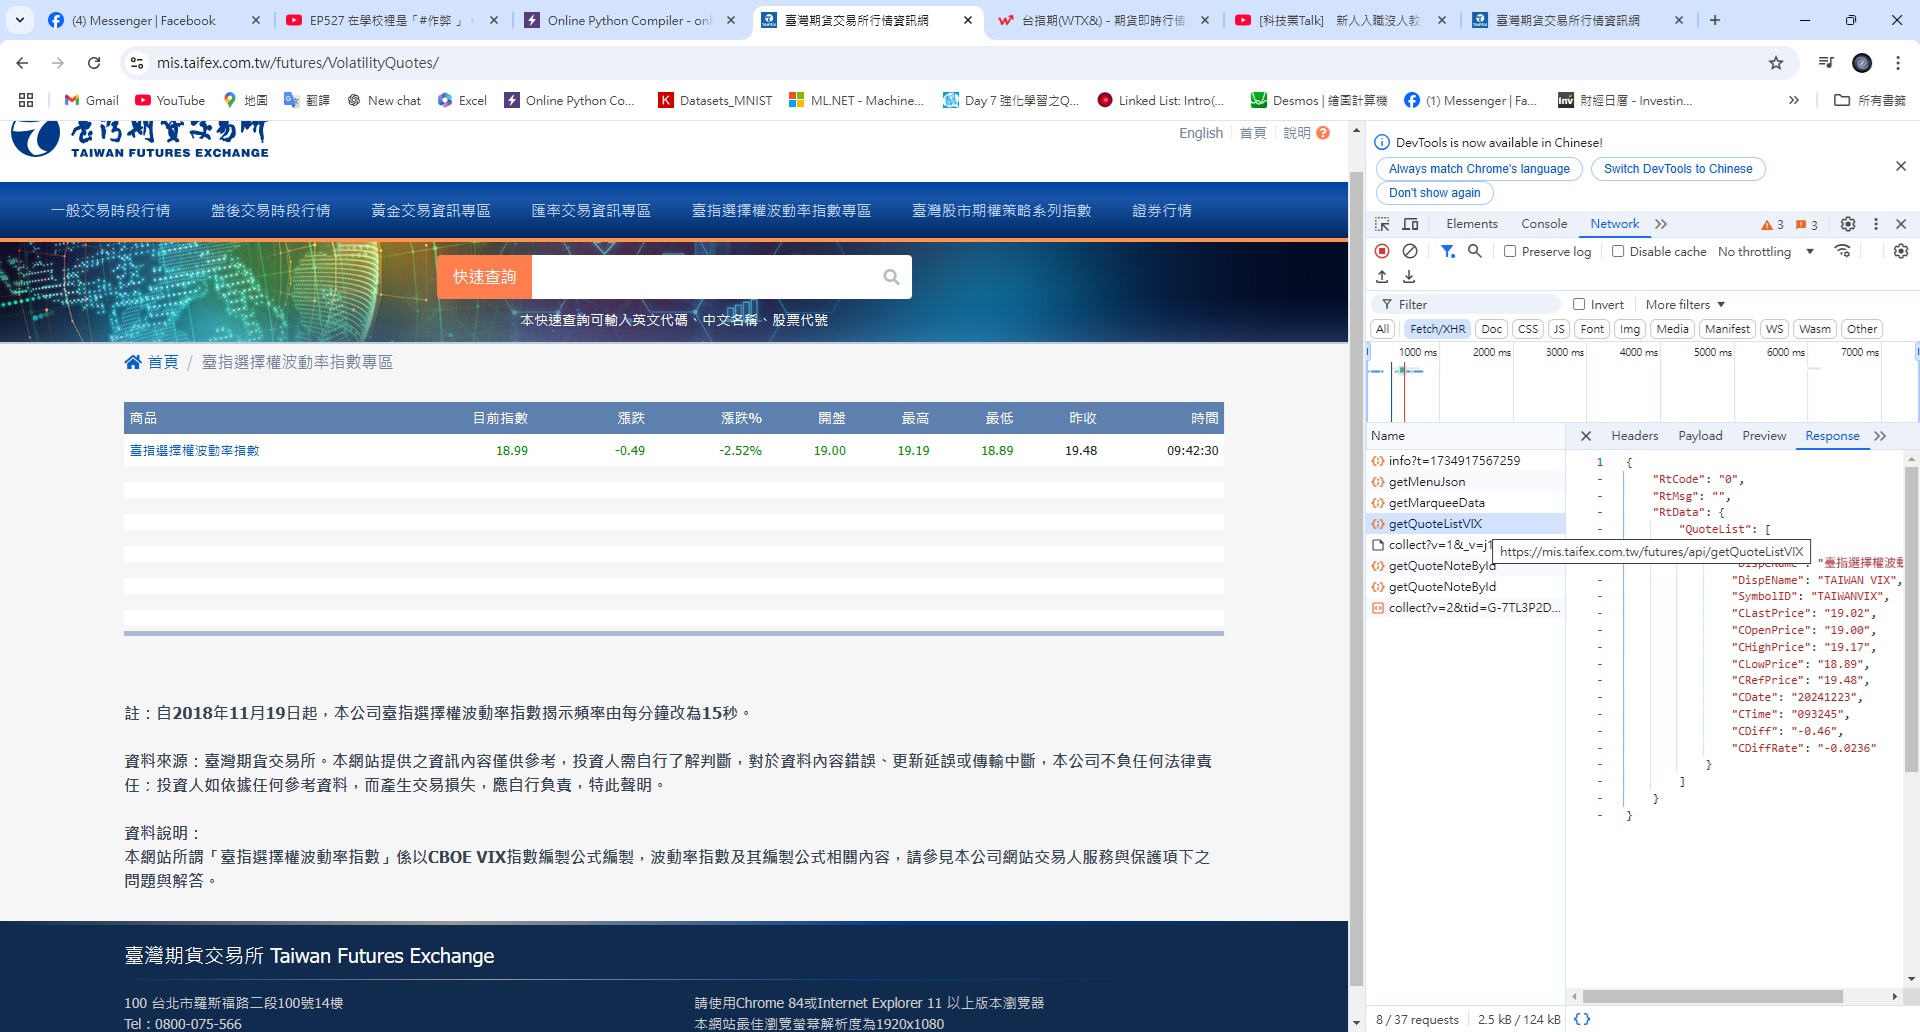 (4) Messenger | Facebook
EP527 在學校裡是「#作弊 」
Online Python Compiler - onl
臺灣期貨交易所行情資訊網
台指期(WTX&) - 期貨即時行情
[科技業Talk] 新人入職沒人教
臺灣期貨交易所行情資訊網
mis.taifex.com.tw/futures/VolatilityQuotes/
Gmail
YouTube
地圖
翻譯
New chat
Excel
Online Python Co...
Datasets_MNIST
ML.NET - Machine...
Day 7 強化學習之Q...
Linked List: Intro(...
Desmos | 繪圖計算機
(1) Messenger | Fa...
財經日曆 - Investin...
所有書籤
臺灣期貨交易所
TAIWAN FUTURES EXCHANGE
English 首頁 說明
一般交易時段行情 盤後交易時段行情 黃金交易資訊專區 匯率交易資訊專區 臺指選擇權波動率指數專區 臺灣股市期權策略系列指數 證券行情
快速查詢
本快速查詢可輸入英文代碼、中文名稱、股票代號
首頁 / 臺指選擇權波動率指數專區
商品 目前指數 漲跌 漲跌% 開盤 最高 最低 昨收 時間
臺指選擇權波動率指數 18.99 -0.49 -2.52% 19.00 19.19 18.89 19.48 09:42:30
註：自2018年11月19日起，本公司臺指選擇權波動率指數揭示頻率由每分鐘改為15秒。
資料來源：臺灣期貨交易所。本網站提供之資訊內容僅供參考，投資人需自行了解判斷，對於資料內容錯誤、更新延誤或傳輸中斷，本公司不負任何法律責
任：投資人如依據任何參考資料，而產生交易損失，應自行負責，特此聲明。
資料說明：
本網站所謂「臺指選擇權波動率指數」係以CBOE VIX指數編製公式編製，波動率指數及其編製公式相關內容，請參見本公司網站交易人服務與保護項下之
問題與解答。
臺灣期貨交易所 Taiwan Futures Exchange
100 台北市羅斯福路二段100號14樓
Tel：0800-075-566
請使用Chrome 84或Internet Explorer 11 以上版本瀏覽器
本網站最佳瀏覽螢幕解析度為1920x1080
DevTools is now available in Chinese!
Always match Chrome's language
Switch DevTools to Chinese
Don't show again
Elements Console Network 3 3
Preserve log Disable cache No throttling
Filter Invert More filters
All Fetch/XHR Doc CSS JS Font Img Media Manifest WS Wasm Other
1000 ms 2000 ms 3000 ms 4000 ms 5000 ms 6000 ms 7000 ms
Name
info?t=1734917567259
getMenuJson
getMarqueeData
getQuoteListVIX
collect?v=1&_v=j1
getQuoteNoteById
getQuoteNoteById
collect?v=2&tid=G-7TL3P2D...
Headers Payload Preview Response
1 {
- "RtCode": "0",
- "RtMsg": "",
- "RtData": {
- "QuoteList": [
https://mis.taifex.com.tw/futures/api/getQuoteListVIX
"DispCName": "臺指選擇權波動
- "DispEName": "TAIWAN VIX",
- "SymbolID": "TAIWANVIX",
- "CLastPrice": "19.02",
- "COpenPrice": "19.00",
- "CHighPrice": "19.17",
- "CLowPrice": "18.89",
- "CRefPrice": "19.48",
- "CDate": "20241223",
- "CTime": "093245",
- "CDiff": "-0.46",
- "CDiffRate": "-0.0236"
- }
- ]
- }
- }
8 / 37 requests 2.5 kB / 124 kB { }